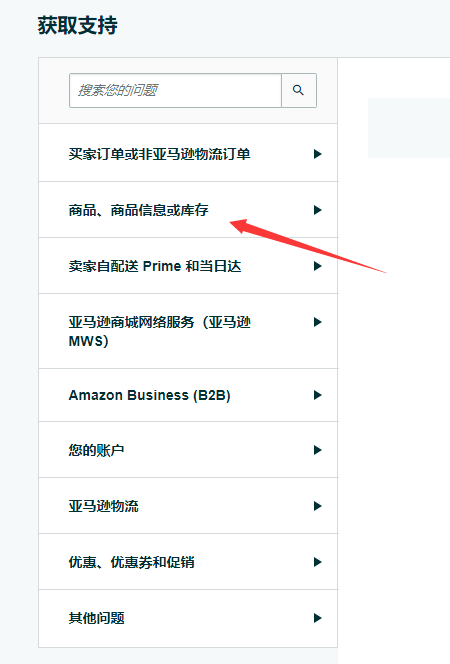 获取支持
搜索您的问题
买家订单或非亚马逊物流订单
商品、商品信息或库存
卖家自配送 Prime 和当日达
亚马逊商城网络服务（亚马逊
MWS）
Amazon Business (B2B)
您的账户
亚马逊物流
优惠、优惠券和促销
其他问题